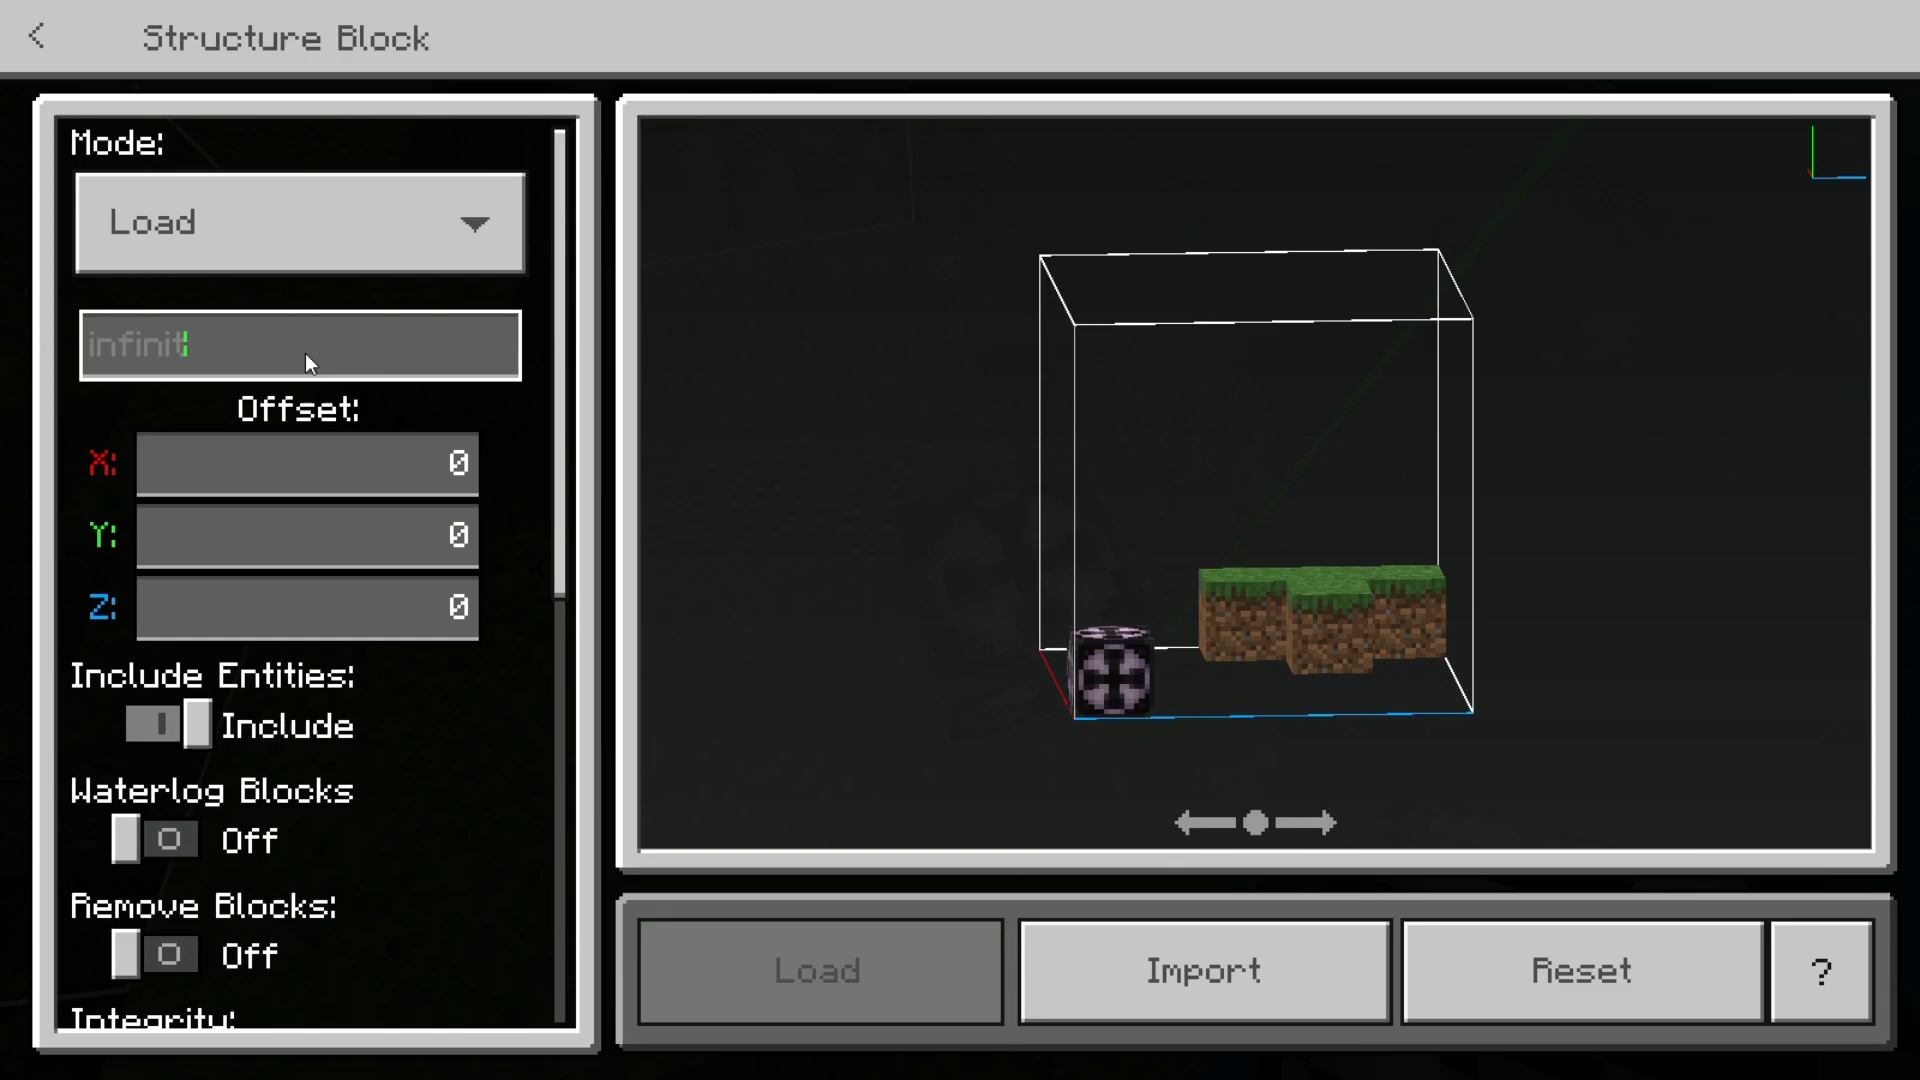 Structure Block
Mode:
Load
infinit
Offset:
X: 0
Y: 0
Z: 0
Include Entities:
Include
Waterlog Blocks
Off
Remove Blocks:
Off
Integrity:
Load
Import
Reset
?